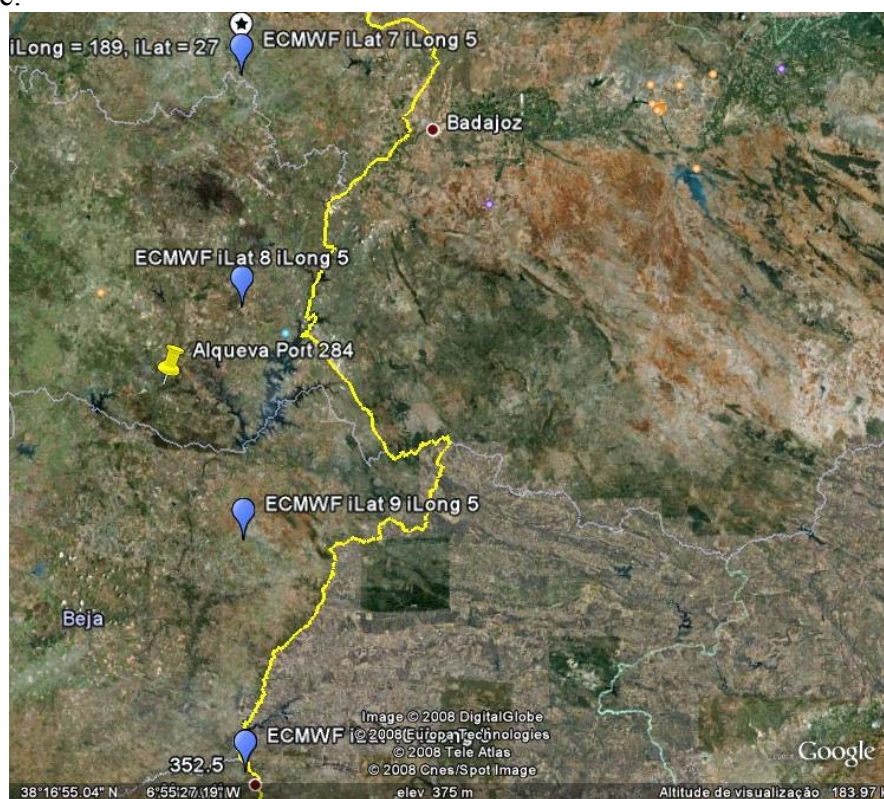 iLong = 189, iLat = 27
ECMWF iLat 7 iLong 5
Badajoz
ECMWF iLat 8 iLong 5
Alqueva Port 284
ECMWF iLat 9 iLong 5
Beja
Image © 2008 DigitalGlobe
ECMWF
© 2008 Europa Technologies
© 2008 Tele Atlas
352.5
© 2008 Cnes/Spot Image
Google
38°16'55.04" N 6°55'27.19" W elev 375 m Altitude de visualização 183.97